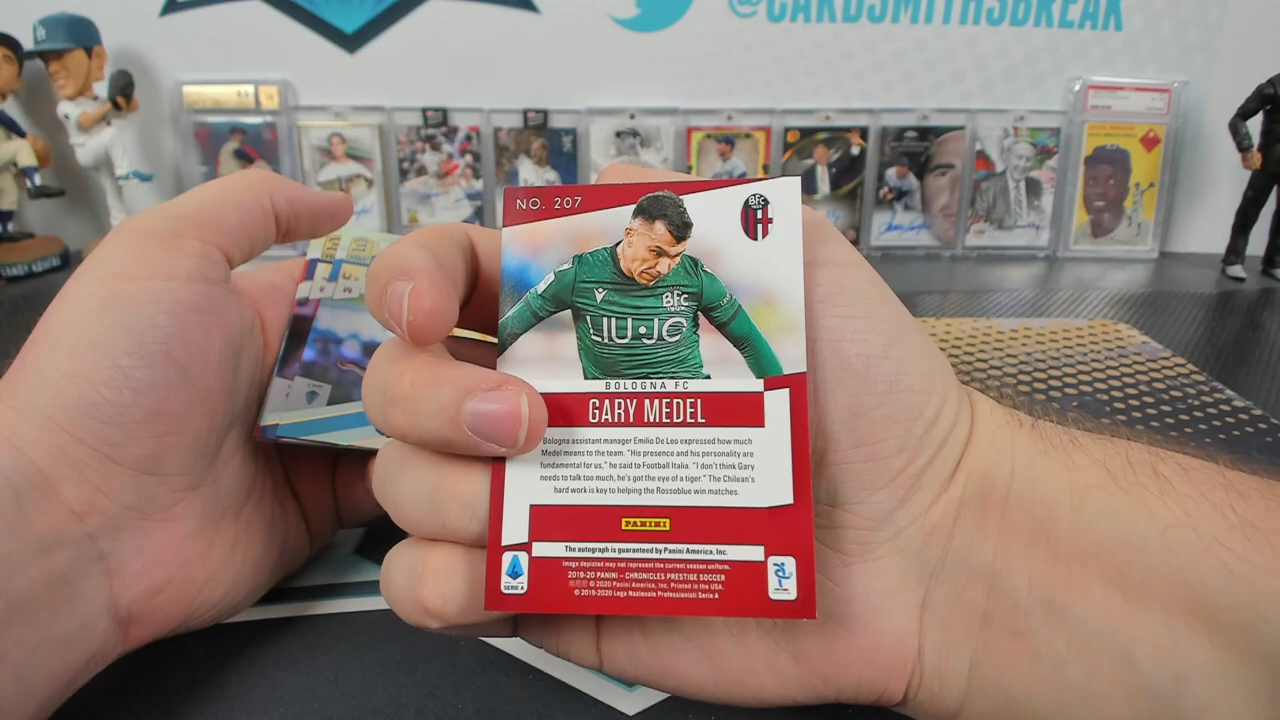 @CARDSMITHSBREAK
NO. 207
BFC
1909
BFC
1909
LIU·JO
BOLOGNA FC
GARY MEDEL
Bologna assistant manager Emilio De Leo expressed how much
Medel means to the team. "His presence and his personality are
fundamental for us," he said to Football Italia. "I don't think Gary
needs to talk too much, he's got the eye of a tiger." The Chilean's
hard work is key to helping the Rossoblue win matches.
PANINI
The autograph is guaranteed by Panini America, Inc.
Image depicted may not represent the current season uniform.
2019-20 PANINI – CHRONICLES PRESTIGE SOCCER
© 2020 Panini America, Inc. Printed in the USA.
© 2019-2020 Lega Nazionale Professionisti Serie A
SERIE A